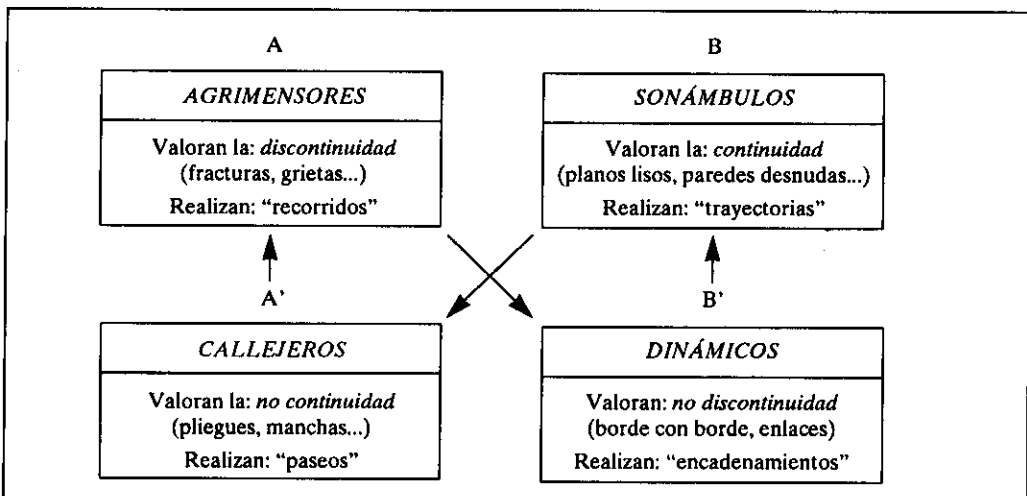 A
B
AGRIMENSORES
Valoran la: discontinuidad
(fracturas, grietas...)
Realizan: “recorridos”
SONÁMBULOS
Valoran la: continuidad
(planos lisos, paredes desnudas...)
Realizan: “trayectorias”
A’
B’
CALLEJEROS
Valoran la: no continuidad
(pliegues, manchas...)
Realizan: “paseos”
DINÁMICOS
Valoran: no discontinuidad
(borde con borde, enlaces)
Realizan: “encadenamientos”